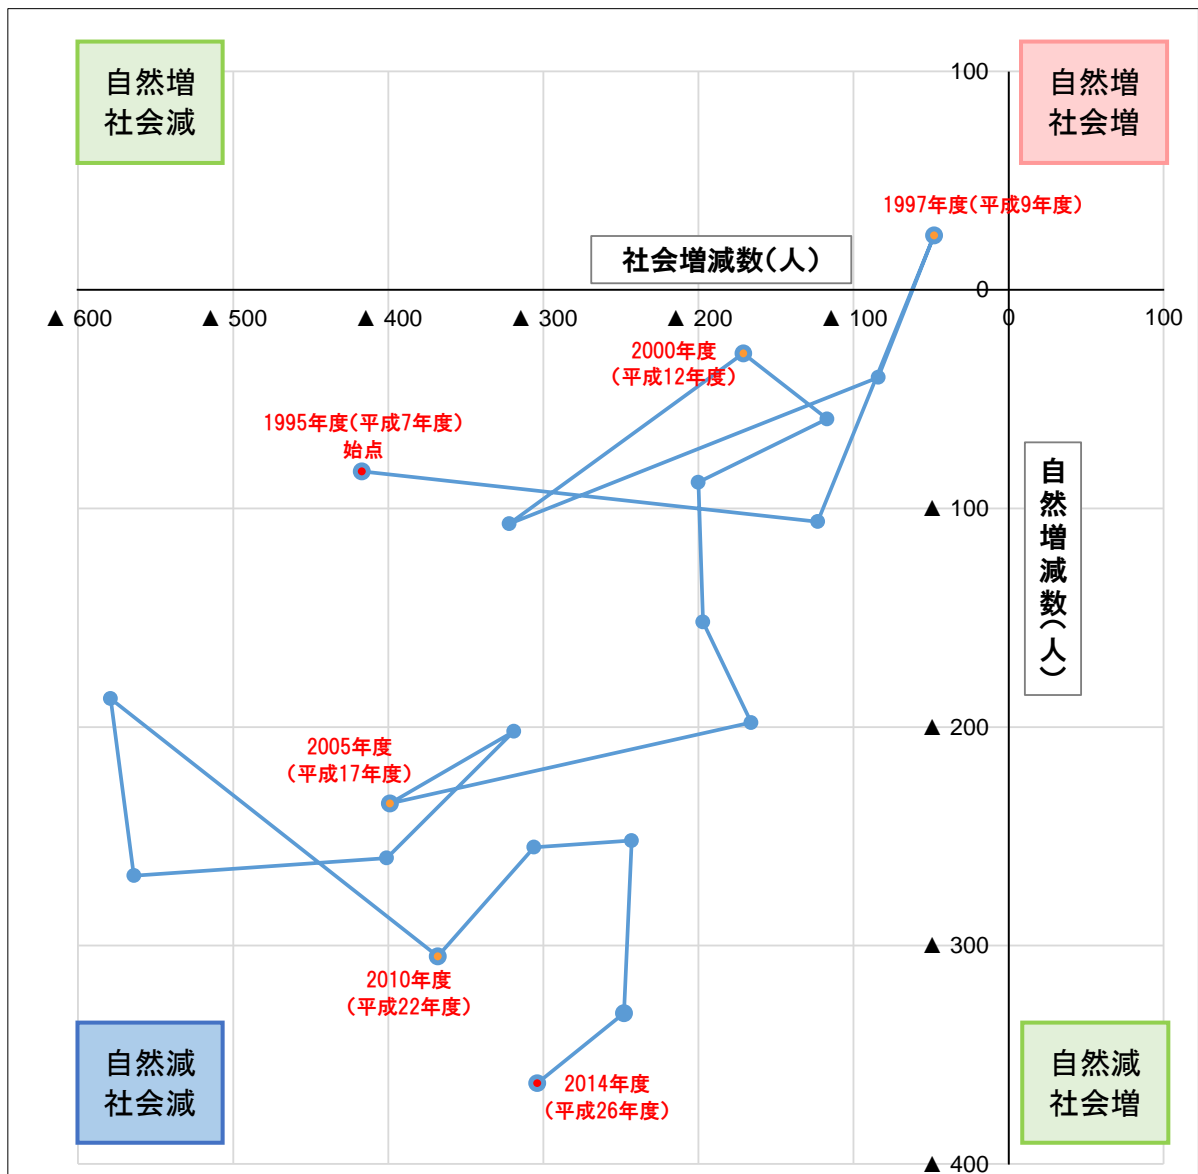 自然増
社会減
100
自然増
社会増
1997年度(平成9年度)
社会増減数(人)
0
▲ 600
▲ 500
▲ 400
▲ 300
▲ 200
▲ 100
0
100
2000年度
(平成12年度)
1995年度(平成7年度)
始点
自然増減数(人)
▲ 100
▲ 200
2005年度
(平成17年度)
▲ 300
2010年度
(平成22年度)
自然減
社会減
2014年度
(平成26年度)
自然減
社会増
▲ 400